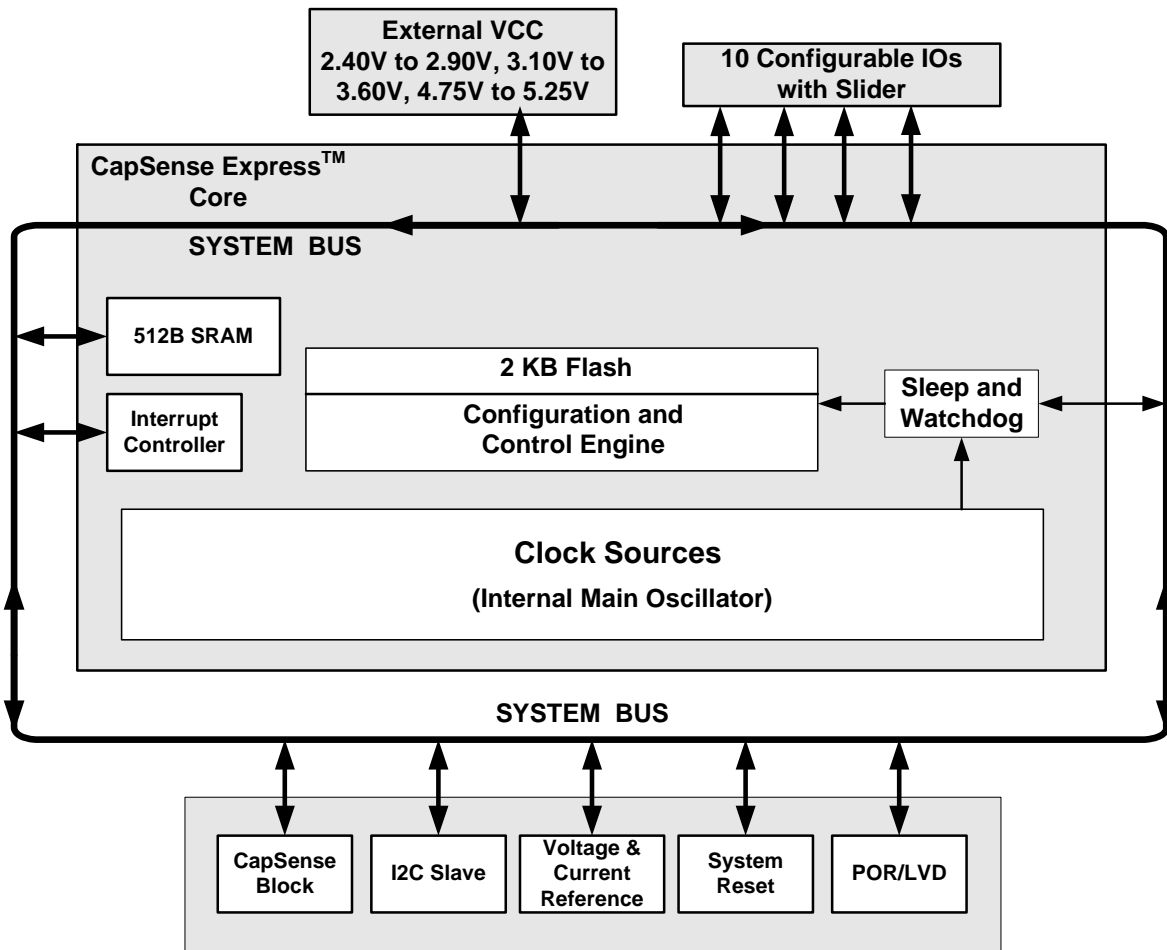 External VCC
2.40V to 2.90V, 3.10V to
3.60V, 4.75V to 5.25V
10 Configurable IOs
with Slider
CapSense Express™
Core
SYSTEM BUS
512B SRAM
2 KB Flash
Configuration and
Control Engine
Sleep and
Watchdog
Interrupt
Controller
Clock Sources
(Internal Main Oscillator)
SYSTEM BUS
CapSense
Block
I2C Slave
Voltage &
Current
Reference
System
Reset
POR/LVD